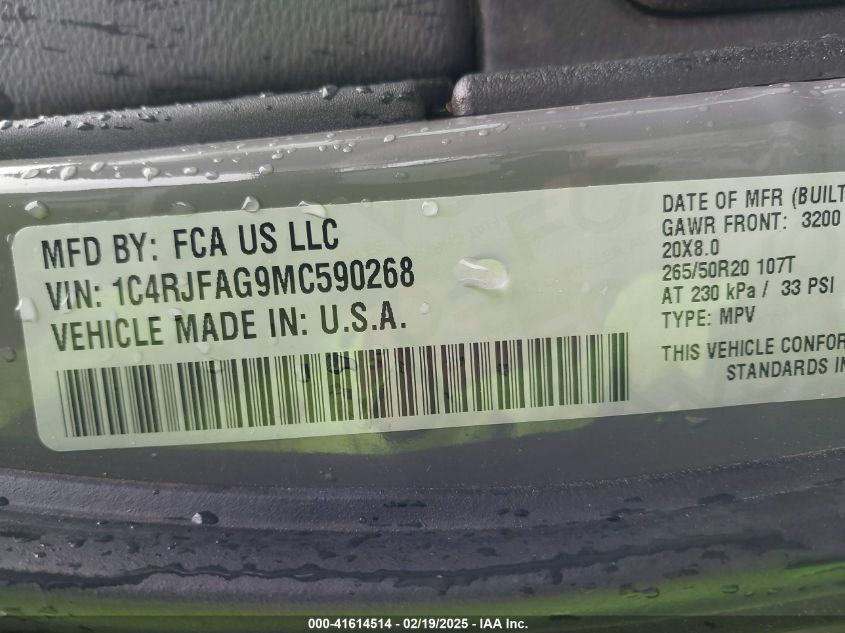 MFD BY: FCA US LLC
VIN: 1C4RJFAG9MC590268
VEHICLE MADE IN: U.S.A.
DATE OF MFR (BUILT
GAWR FRONT: 3200
20X8.0
265/50R20 107T
AT 230 kPa / 33 PSI
TYPE: MPV
THIS VEHICLE CONFOR
STANDARDS IN
000-41614514 - 02/19/2025 - IAA Inc.